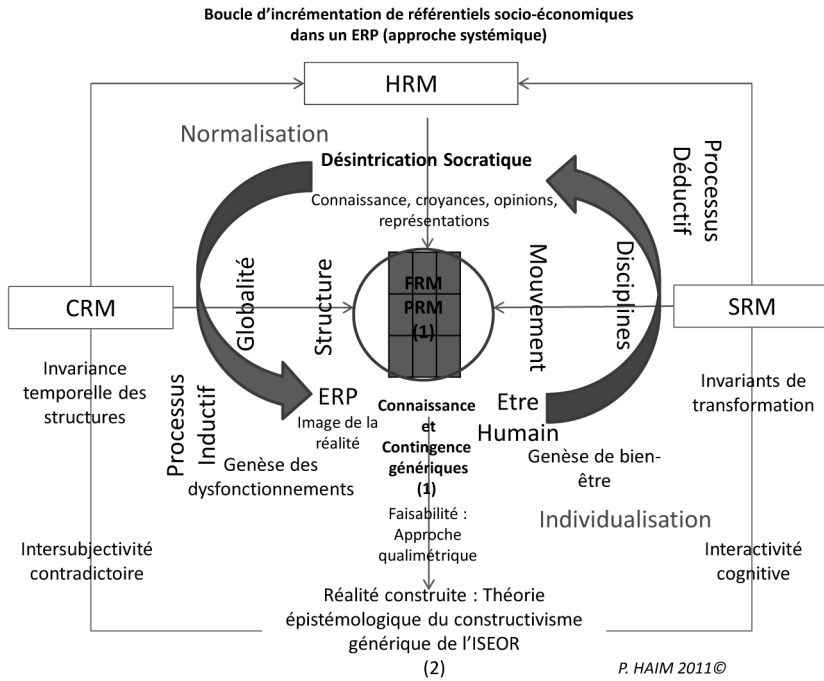 Boucle d'incrémentation de référentiels socio-économiques
dans un ERP (approche systémique)
HRM
Normalisation
Désintrication Socratique
Connaissance, croyances, opinions,
représentations
Processus
Déductif
Globalité
Structure
FRM
PRM
(1)
Mouvement
Disciplines
CRM
SRM
Invariance
temporelle des
structures
Processus
Inductif
ERP
Image de la
réalité
Genèse des
dysfonctionnements
Connaissance
et
Contingence
génériques
(1)
Etre
Humain
Genèse de bien-
être
Invariants de
transformation
Faisabilité :
Approche
qualimétrique
Individualisation
Intersubjectivité
contradictoire
Interactivité
cognitive
Réalité construite : Théorie
épistémologique du constructivisme
générique de l'ISEOR
(2)
P. HAIM 2011©